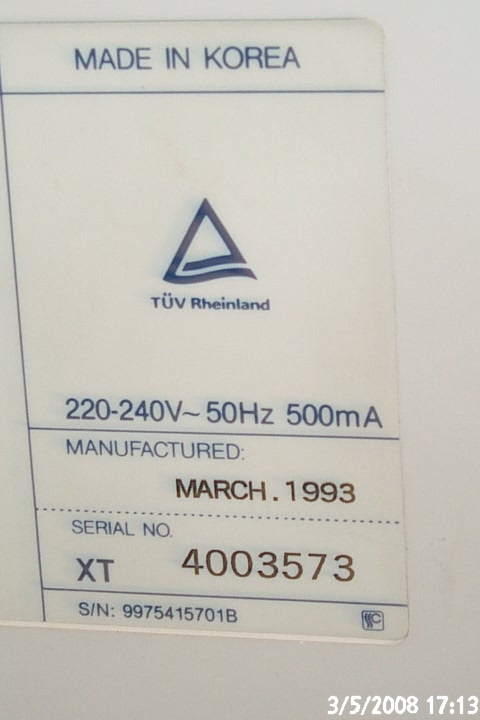 MADE IN KOREA
TÜV Rheinland
220-240V~ 50Hz 500mA
MANUFACTURED:
MARCH. 1993
SERIAL NO.
XT 4003573
S/N: 9975415701B
3/5/2008 17:13